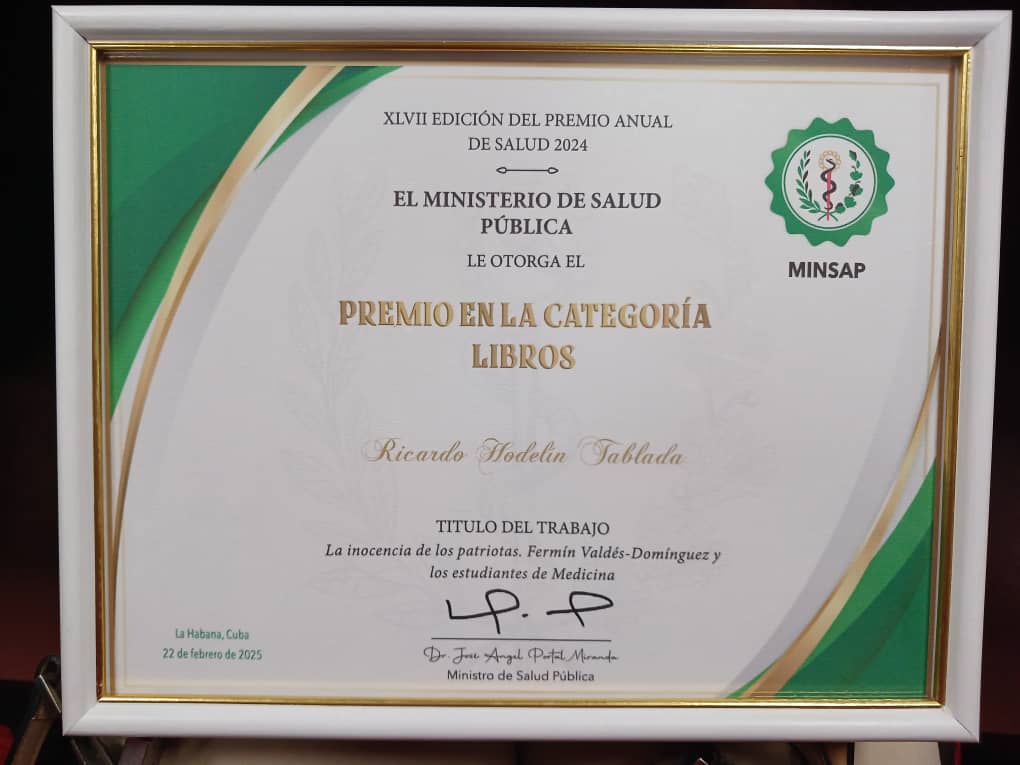 XLVII EDICIÓN DEL PREMIO ANUAL
DE SALUD 2024
EL MINISTERIO DE SALUD
PÚBLICA
LE OTORGA EL
PREMIO EN LA CATEGORÍA
LIBROS
MINSAP
Ricardo Hodelín Tablada
TITULO DEL TRABAJO
La inocencia de los patriotas. Fermín Valdés-Domínguez y
los estudiantes de Medicina
Dr. José Angel Portal Miranda
Ministro de Salud Pública
La Habana, Cuba
22 de febrero de 2025